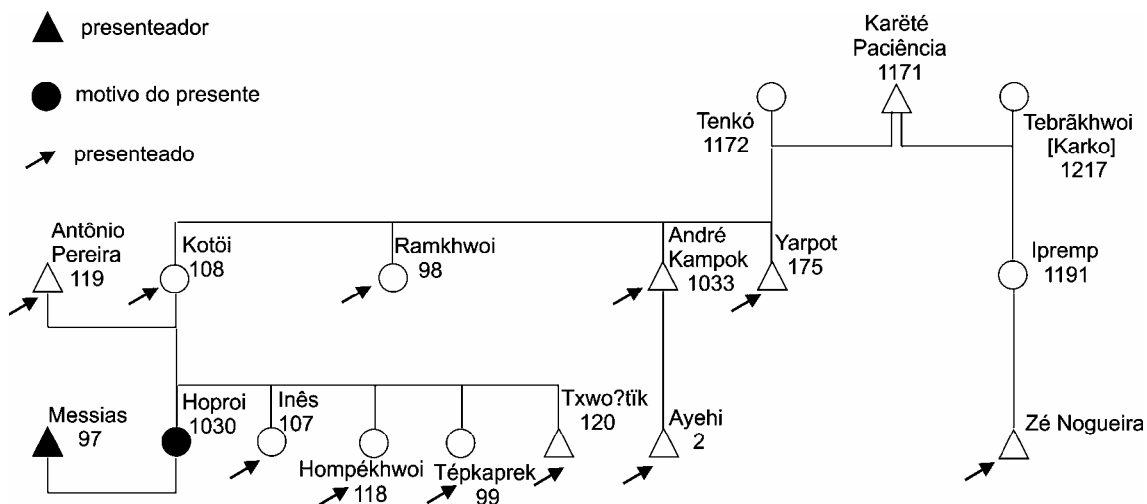 presenteador
motivo do presente
presenteado
Karëté
Paciência
1171
Tenkó
1172
Tebrãkhwoi
[Karko]
1217
Antônio
Pereira
119
Kotöi
108
Ramkhwoi
98
André
Kampok
1033
Yarpot
175
Ipremp
1191
Messias
97
Hoproi
1030
Inês
107
Hompékhwoi
118
Tépkaprek
99
Txwo?tïk
120
Ayehi
2
Zé Nogueira